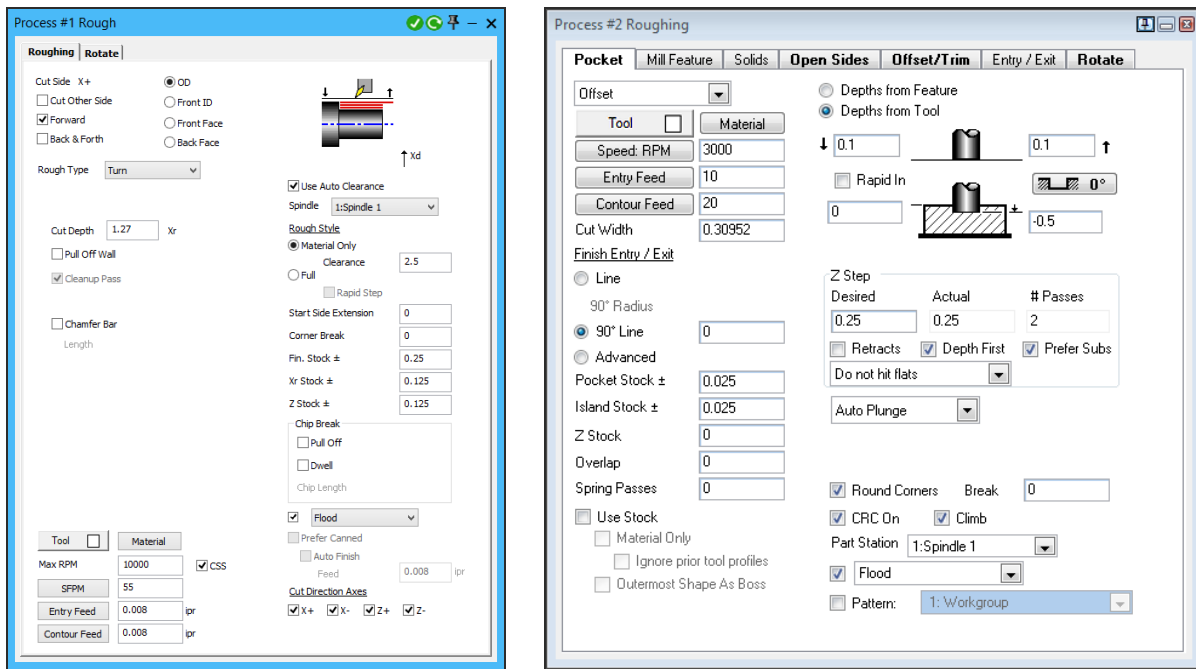 Process #1 Rough
Roughing Rotate
Cut Side X+
Cut Other Side
Forward
Back & Forth
OD
Front ID
Front Face
Back Face
Xd
Rough Type Turn
Cut Depth 1.27 Xr
Pull Off Wall
Cleanup Pass
Chamfer Bar
Length
Use Auto Clearance
Spindle 1:Spindle 1
Rough Style
Material Only
Clearance 2.5
Full
Rapid Step
Start Side Extension 0
Corner Break 0
Fin. Stock ± 0.25
Xr Stock ± 0.125
Z Stock ± 0.125
Chip Break
Pull Off
Dwell
Chip Length
Flood
Prefer Canned
Auto Finish
Feed 0.008 ipr
Cut Direction Axes
X+ X- Z+ Z-
Tool Material
Max RPM 10000 CSS
SFPM 55
Entry Feed 0.008 ipr
Contour Feed 0.008 ipr
Process #2 Roughing
Pocket Mill Feature Solids Open Sides Offset/Trim Entry / Exit Rotate
Offset
Tool Material
Speed: RPM 3000
Entry Feed 10
Contour Feed 20
Cut Width 0.30952
Finish Entry / Exit
Line
90° Radius
90° Line 0
Advanced
Pocket Stock ± 0.025
Island Stock ± 0.025
Z Stock 0
Overlap 0
Spring Passes 0
Use Stock
Material Only
Ignore prior tool profiles
Outermost Shape As Boss
Depths from Feature
Depths from Tool
0.1 0.1
Rapid In 0°
0 -0.5
Z Step
Desired Actual # Passes
0.25 0.25 2
Retracts Depth First Prefer Subs
Do not hit flats
Auto Plunge
Round Corners Break 0
CRC On Climb
Part Station 1:Spindle 1
Flood
Pattern: 1: Workgroup